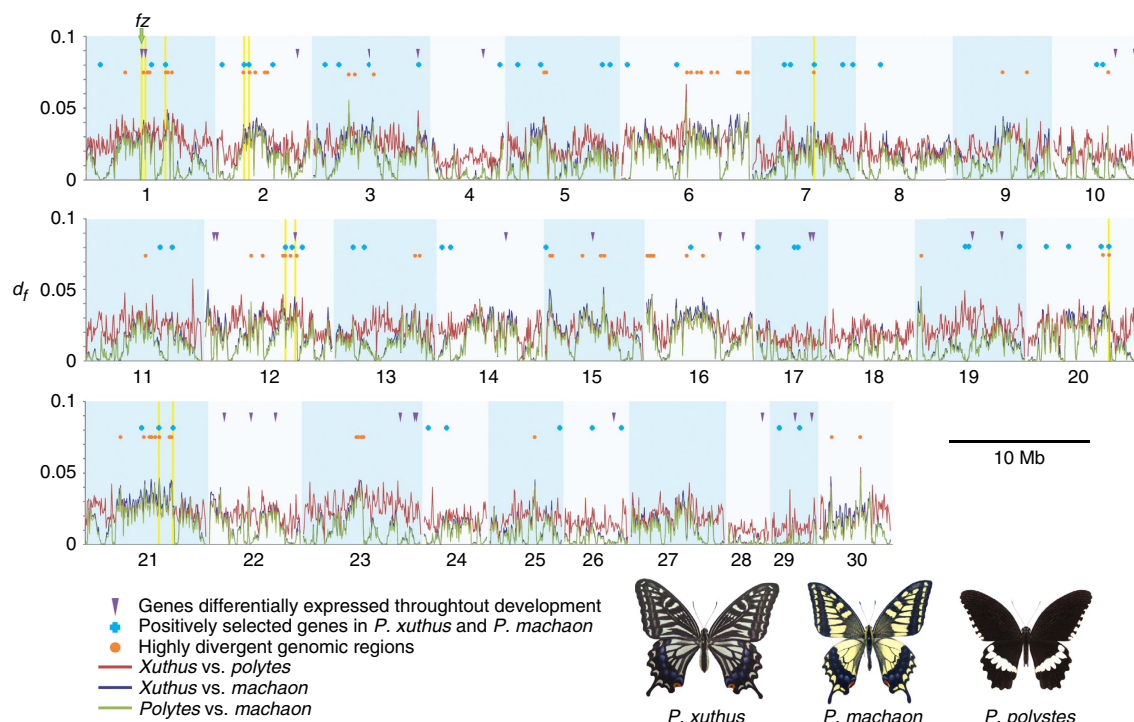 fz
0.1
0.05
0
1 2 3 4 5 6 7 8 9 10
0.1
0.05
0
d_f
11 12 13 14 15 16 17 18 19 20
0.1
0.05
0
21 22 23 24 25 26 27 28 29 30
10 Mb
Genes differentially expressed throughtout development
Positively selected genes in P. xuthus and P. machaon
Highly divergent genomic regions
Xuthus vs. polytes
Xuthus vs. machaon
Polytes vs. machaon
P. xuthus P. machaon P. polystes